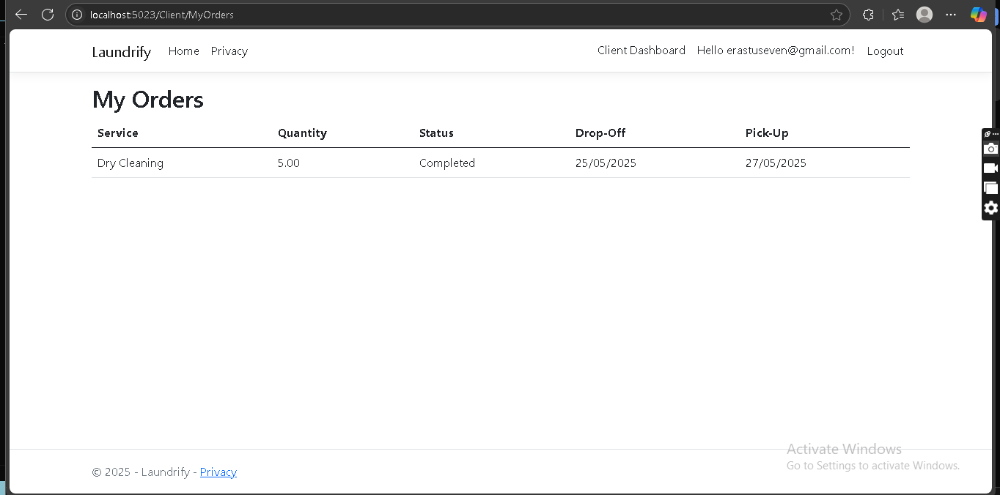 localhost:5023/Client/MyOrders
Laundrify Home Privacy Client Dashboard Hello erastuseven@gmail.com! Logout
My Orders
Service Quantity Status Drop-Off Pick-Up
Dry Cleaning 5.00 Completed 25/05/2025 27/05/2025
Activate Windows
Go to Settings to activate Windows.
© 2025 - Laundrify - Privacy